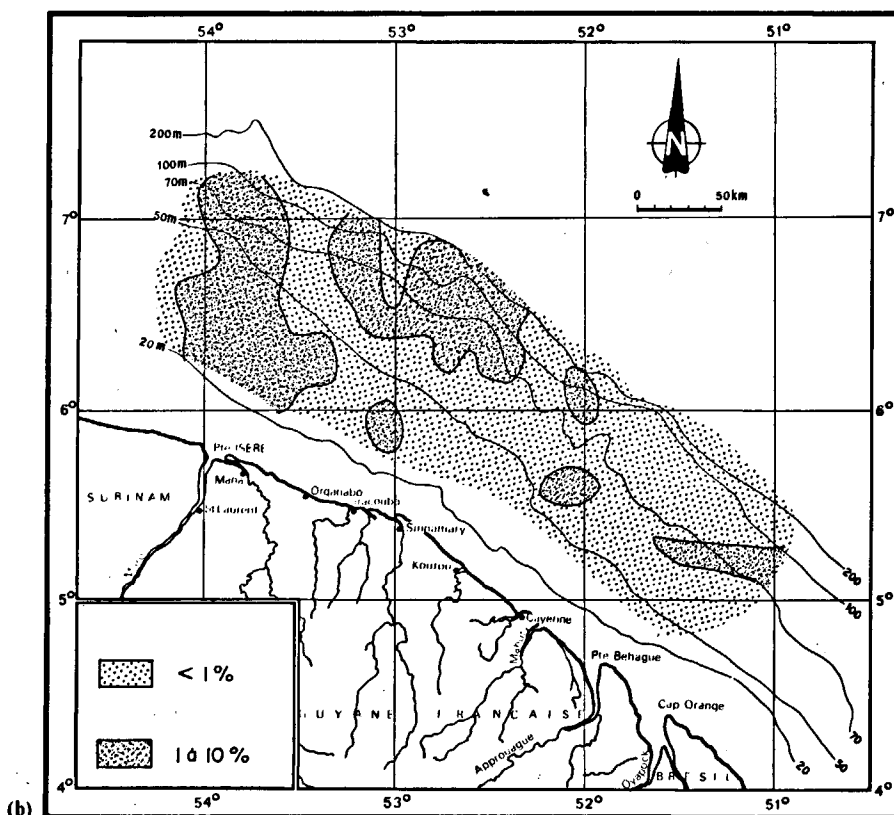 54° 53° 52° 51°
N
0 50km
200m
100m
70m
50m
20m
7° 7°
6° 6°
5° 5°
4° 4°
200
100
70
50
20
SURINAM
Pte ISERE
Mana
St Laurent
Organabo
Iracoubo
Sinnamary
Kourou
Cayenne
Mahury
Pte Behague
Cap Orange
GUYANE FRANCAISE
Approuague
Oyapock
BRESIL
< 1%
1 à 10%
54° 53° 52° 51°
(b)